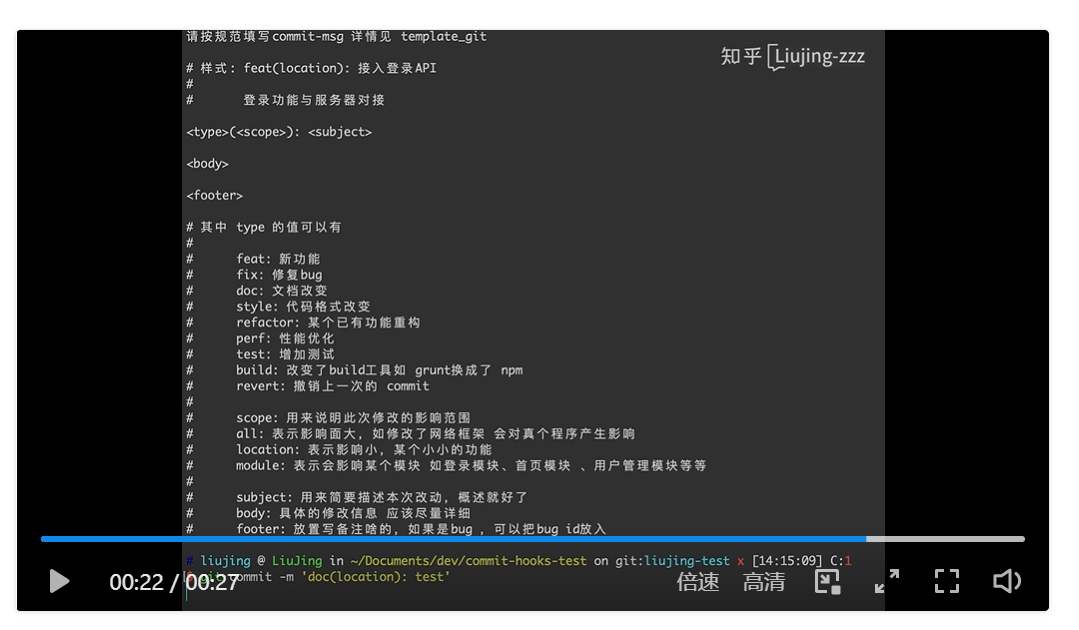 请按规范填写commit-msg 详情见 template_git
知乎 Liujing-zzz
# 样式: feat(location): 接入登录API
#
#      登录功能与服务器对接
<type>(<scope>): <subject>
<body>
<footer>
# 其中 type 的值可以有
#
#      feat: 新功能
#      fix: 修复bug
#      doc: 文档改变
#      style: 代码格式改变
#      refactor: 某个已有功能重构
#      perf: 性能优化
#      test: 增加测试
#      build: 改变了build工具如 grunt换成了 npm
#      revert: 撤销上一次的 commit
#
#      scope: 用来说明此次修改的影响范围
#      all: 表示影响面大，如修改了网络框架 会对真个程序产生影响
#      location: 表示影响小，某个小小的功能
#      module: 表示会影响某个模块 如登录模块、首页模块 、用户管理模块等等
#
#      subject: 用来简要描述本次改动，概述就好了
#      body: 具体的修改信息 应该尽量详细
#      footer: 放置写备注啥的，如果是bug ，可以把bug id放入
# liujing @ LiuJing in ~/Documents/dev/commit-hooks-test on git:liujing-test x [14:15:09] C:1
git commit -m 'doc(location): test'
00:22 / 00:27
倍速 高清